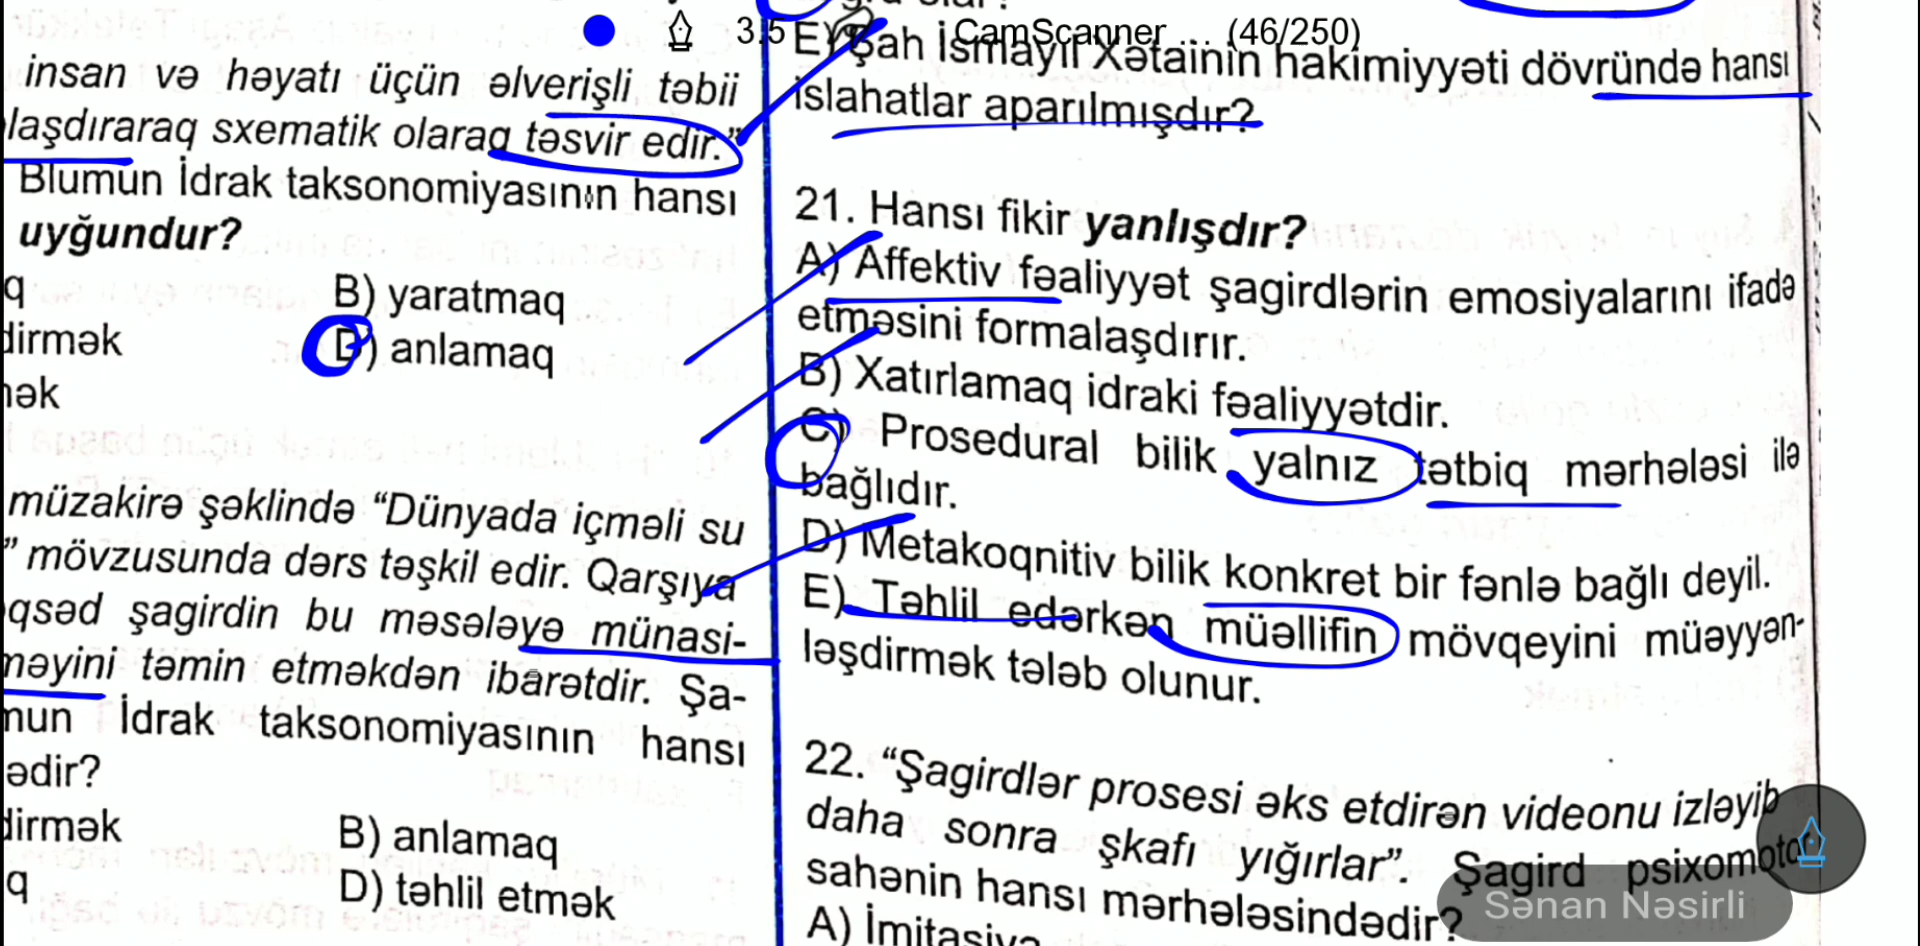 3.5 CamScanner ... (46/250)
insan və həyatı üçün əlverişli təbii
laşdıraraq sxematik olaraq təsvir edir.”
Blumun İdrak taksonomiyasının hansı
uyğundur?
q B) yaratmaq
dirmək D) anlamaq
mək
müzakirə şəklində “Dünyada içməli su
” mövzusunda dərs təşkil edir. Qarşıya
qsəd şagirdin bu məsələyə münasi-
məyini təmin etməkdən ibarətdir. Şa-
mun İdrak taksonomiyasının hansı
ədir?
dirmək B) anlamaq
q D) təhlil etmək
E) Şah İsmayıl Xətainin hakimiyyəti dövründə hansı
islahatlar aparılmışdır?
21. Hansı fikir yanlışdır?
A) Affektiv fəaliyyət şagirdlərin emosiyalarını ifadə
etməsini formalaşdırır.
B) Xatırlamaq idraki fəaliyyətdir.
C) Prosedural bilik yalnız tətbiq mərhələsi ilə
bağlıdır.
D) Metakoqnitiv bilik konkret bir fənlə bağlı deyil.
E) Təhlil edərkən müəllifin mövqeyini müəyyən-
ləşdirmək tələb olunur.
22. “Şagirdlər prosesi əks etdirən videonu izləyib
daha sonra şkafı yığırlar”. Şagird psixomotor
sahənin hansı mərhələsindədir?
A) İmitasiya
Sənan Nəsirli